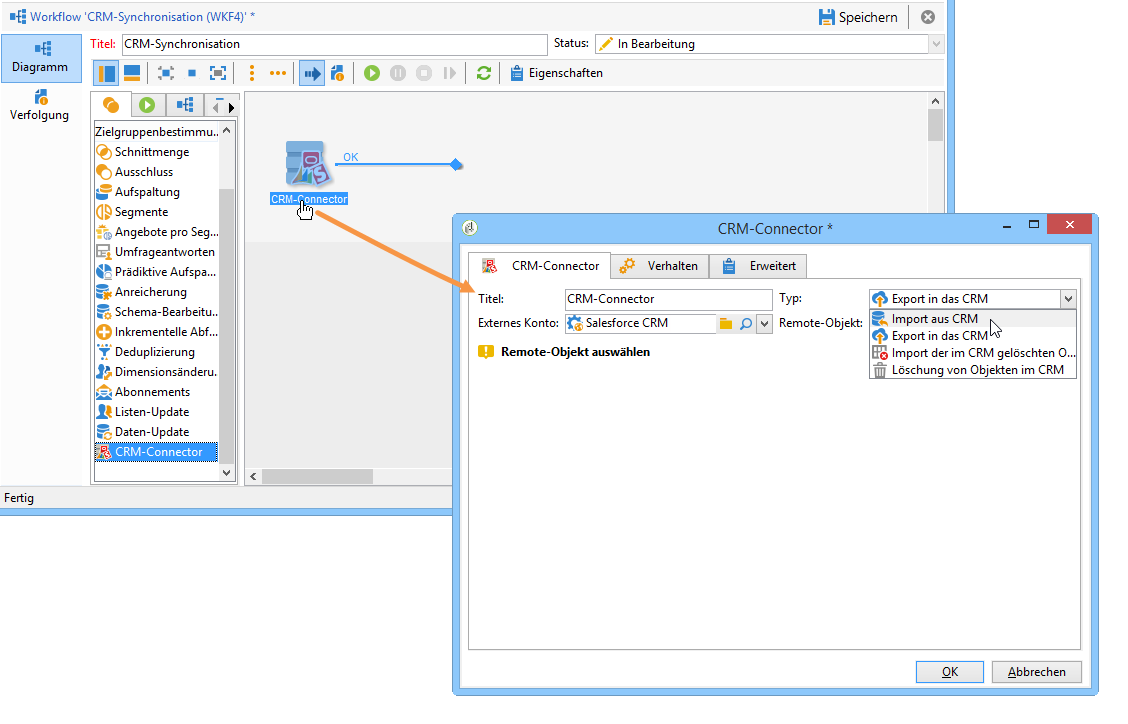 Workflow 'CRM-Synchronisation (WKF4)' *
Speichern
Diagramm
Verfolgung
Titel: CRM-Synchronisation
Status: In Bearbeitung
Eigenschaften
Zielgruppenbestimmu...
Schnittmenge
Ausschluss
Aufspaltung
Segmente
Angebote pro Seg...
Umfrageantworten
Prädiktive Aufspa...
Anreicherung
Schema-Bearbeitu...
Inkrementelle Abf...
Deduplizierung
Dimensionsänderu...
Abonnements
Listen-Update
Daten-Update
CRM-Connector
OK
CRM-Connector
Fertig
CRM-Connector *
CRM-Connector
Verhalten
Erweitert
Titel: CRM-Connector
Typ: Export in das CRM
Externes Konto: Salesforce CRM
Remote-Objekt:
Import aus CRM
Export in das CRM
Import der im CRM gelöschten O...
Löschung von Objekten im CRM
Remote-Objekt auswählen
OK
Abbrechen